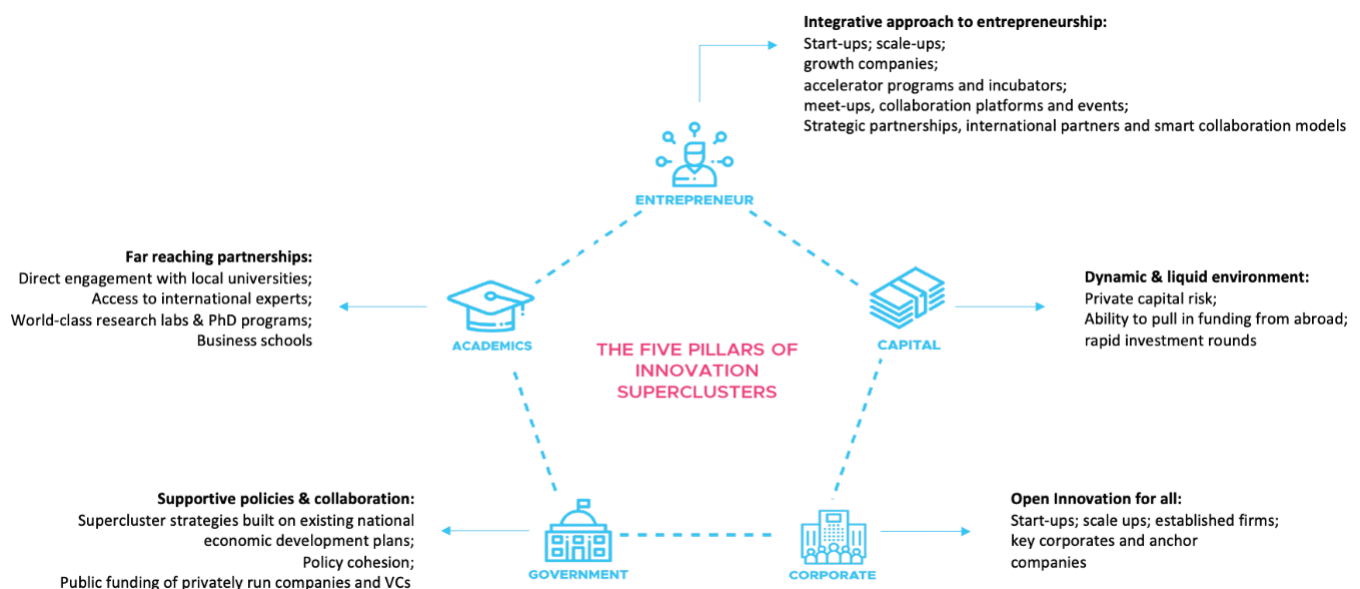 Integrative approach to entrepreneurship:
Start-ups; scale-ups;
growth companies;
accelerator programs and incubators;
meet-ups, collaboration platforms and events;
Strategic partnerships, international partners and smart collaboration models
ENTREPRENEUR
Far reaching partnerships:
Direct engagement with local universities;
Access to international experts;
World-class research labs & PhD programs;
Business schools
ACADEMICS
THE FIVE PILLARS OF
INNOVATION
SUPERCLUSTERS
CAPITAL
Dynamic & liquid environment:
Private capital risk;
Ability to pull in funding from abroad;
rapid investment rounds
Supportive policies & collaboration:
Supercluster strategies built on existing national
economic development plans;
Policy cohesion;
Public funding of privately run companies and VCs
GOVERNMENT
CORPORATE
Open Innovation for all:
Start-ups; scale ups; established firms;
key corporates and anchor
companies